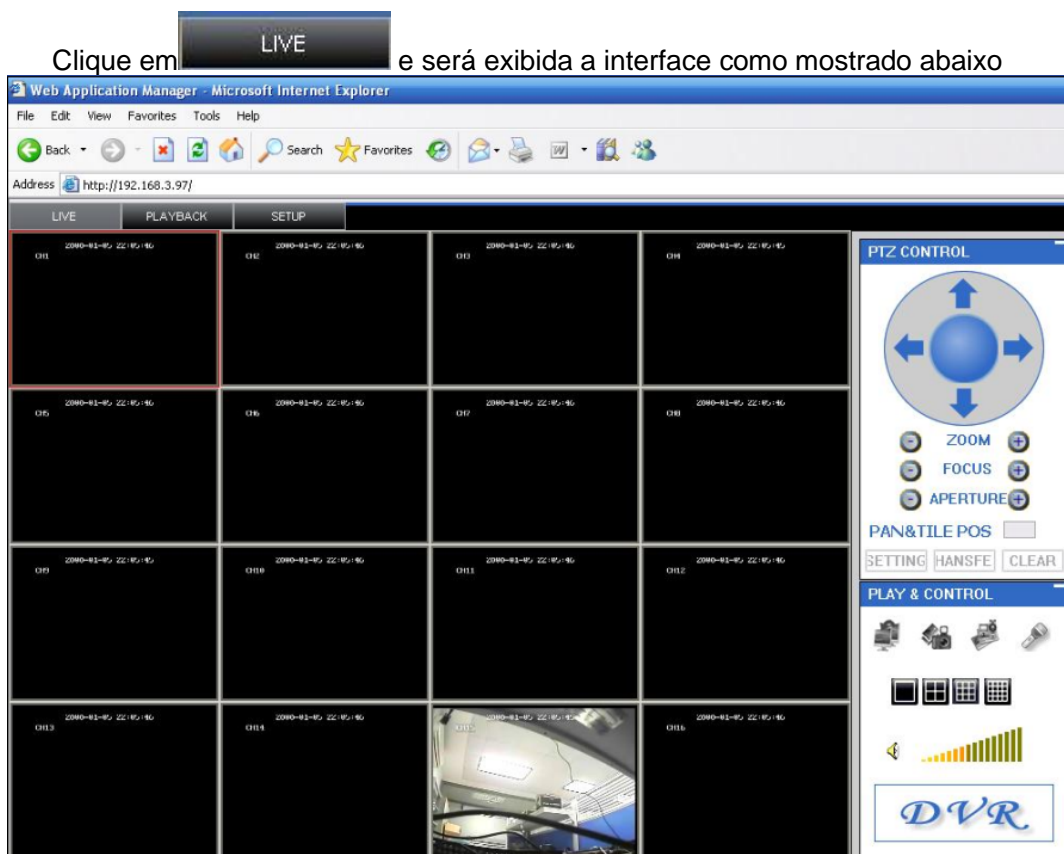 LIVE
Clique em e será exibida a interface como mostrado abaixo
Web Application Manager - Microsoft Internet Explorer
File Edit View Favorites Tools Help
Back Search Favorites
Address http://192.168.3.97/
LIVE PLAYBACK SETUP
CH1
CH2
CH3
CH4
PTZ CONTROL
CH5
CH6
CH7
CH8
ZOOM
FOCUS
APERTURE
PAN&TILE POS
SETTING HANSFE CLEAR
CH9
CH10
CH11
CH12
PLAY & CONTROL
CH13
CH14
CH15
CH16
DVR